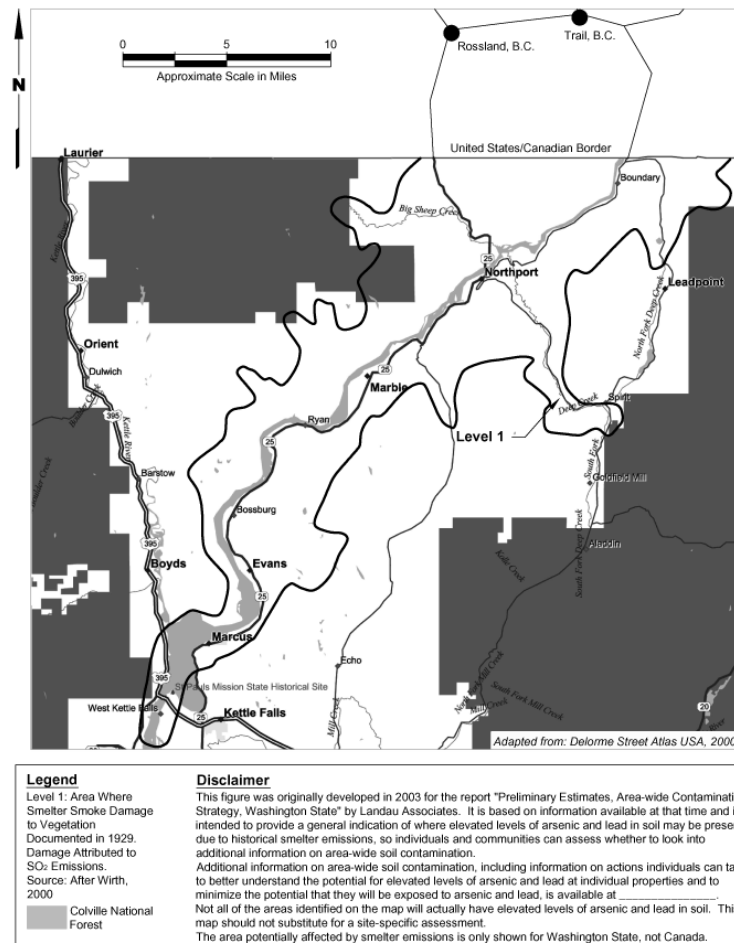 0
5
10
Approximate Scale in Miles
N
Rossland, B.C.
Trail, B.C.
United States/Canadian Border
Laurier
Boundary
Big Sheep Creek
25
Northport
Kettle River
395
Leadpoint
North Fork Deep Creek
Orient
Dulwich
25
Marble
395
Kettle River
Deep Creek
Spirit
Ryan
Level 1
25
South Fork
Goldfield Mill
Barstow
Boulder Creek
Bossburg
395
Boyds
Evans
Aladdin
South Fork Deep Creek
25
Marcus
Echo
395
St Pauls Mission State Historical Site
North Fork Mill Creek
South Fork Mill Creek
Mill Creek
West Kettle Falls
25
Kettle Falls
Mill Creek
20
River
Adapted from: Delorme Street Atlas USA, 2000
Legend
Level 1: Area Where
Smelter Smoke Damage
to Vegetation
Documented in 1929.
Damage Attributed to
SO₂ Emissions.
Source: After Wirth,
2000
Colville National
Forest
Disclaimer
This figure was originally developed in 2003 for the report "Preliminary Estimates, Area-wide Contaminati
Strategy, Washington State" by Landau Associates. It is based on information available at that time and i
intended to provide a general indication of where elevated levels of arsenic and lead in soil may be prese
due to historical smelter emissions, so individuals and communities can assess whether to look into
additional information on area-wide soil contamination.
Additional information on area-wide soil contamination, including information on actions individuals can ta
to better understand the potential for elevated levels of arsenic and lead at individual properties and to
minimize the potential that they will be exposed to arsenic and lead, is available at _______________.
Not all of the areas identified on the map will actually have elevated levels of arsenic and lead in soil. Thi
map should not substitute for a site-specific assessment.
The area potentially affected by smelter emissions is only shown for Washington State, not Canada.